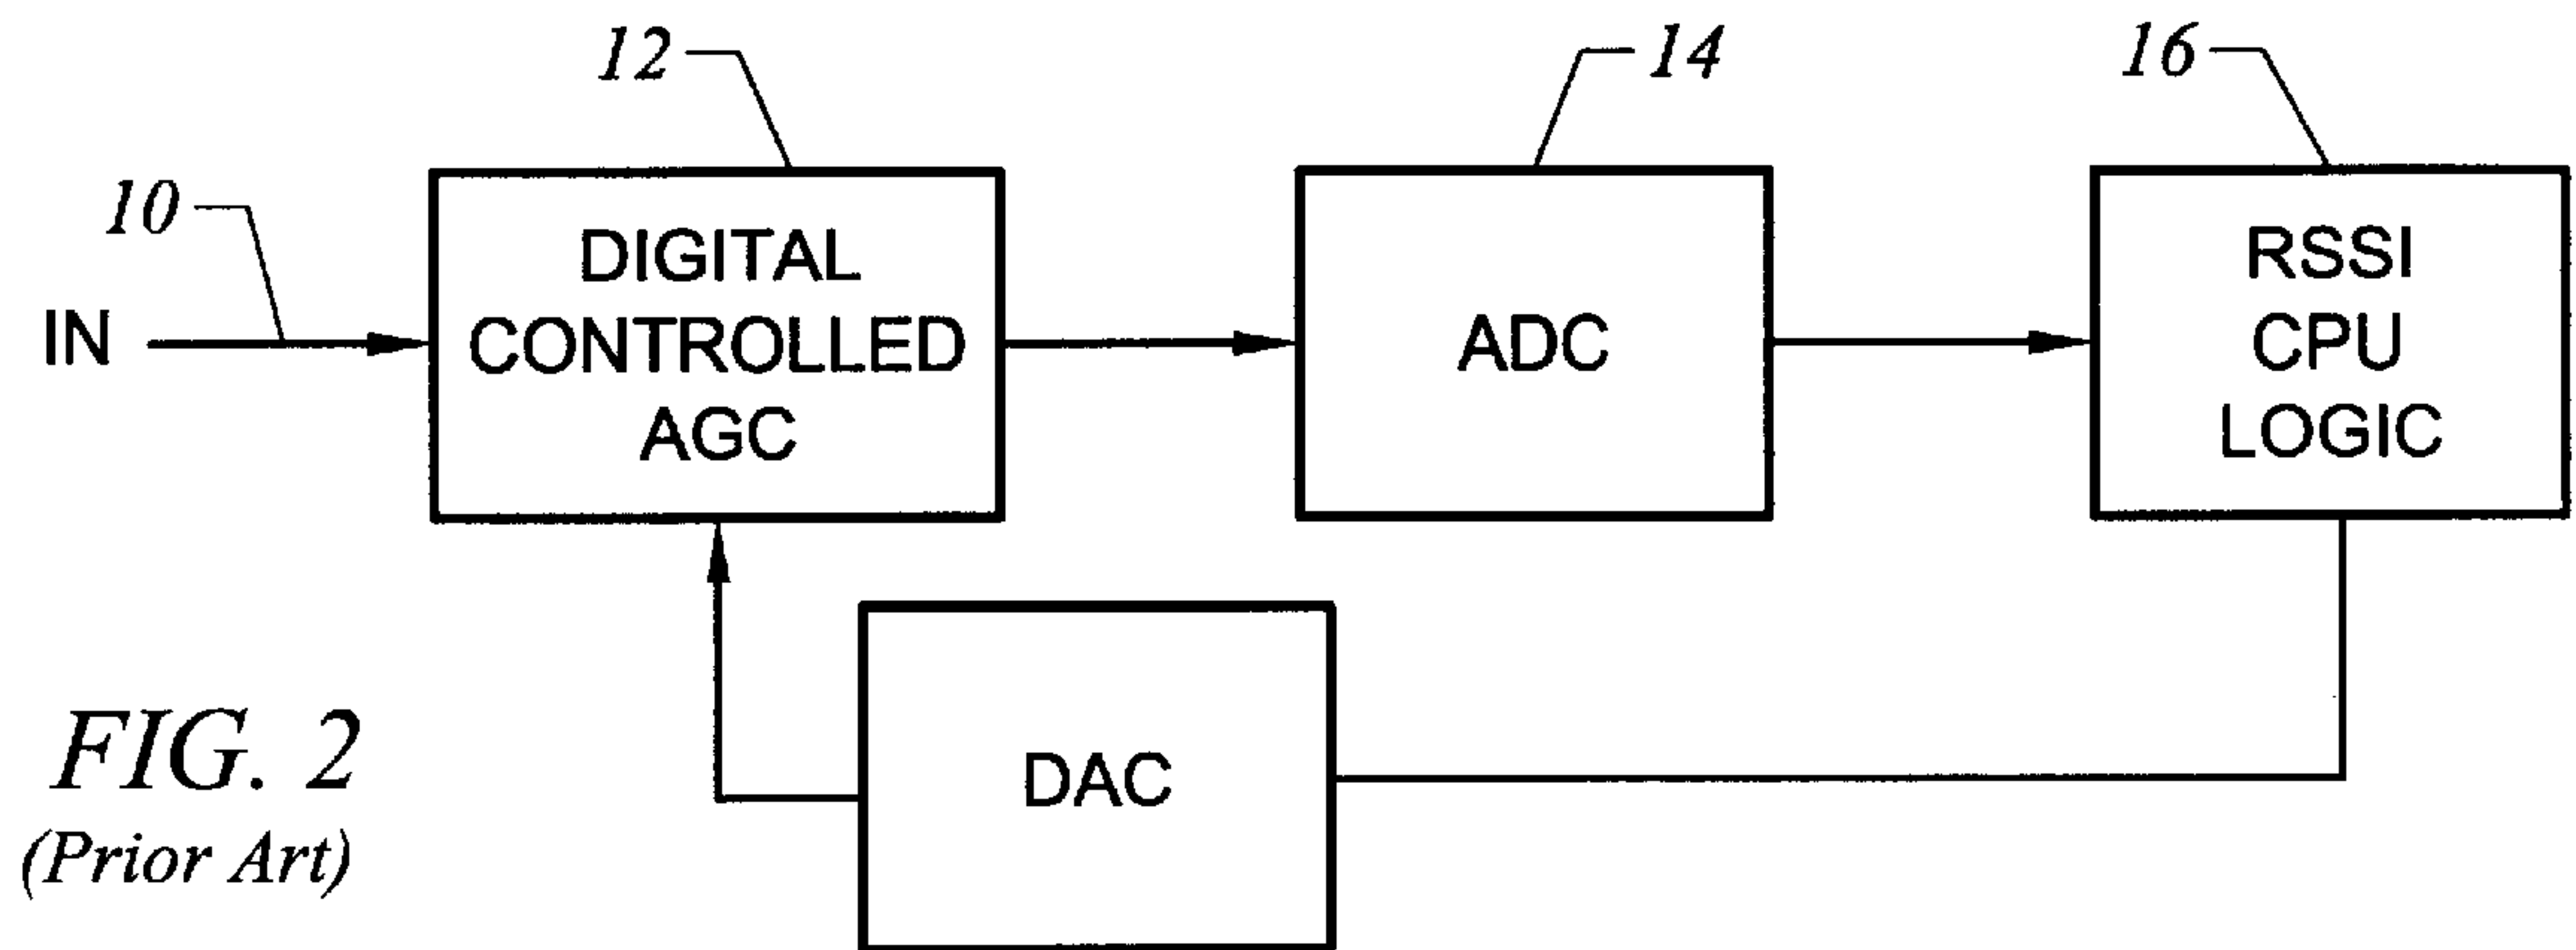 12
14
16
10
IN
DIGITAL
CONTROLLED
AGC
ADC
RSSI
CPU
LOGIC
DAC
FIG. 2
(Prior Art)